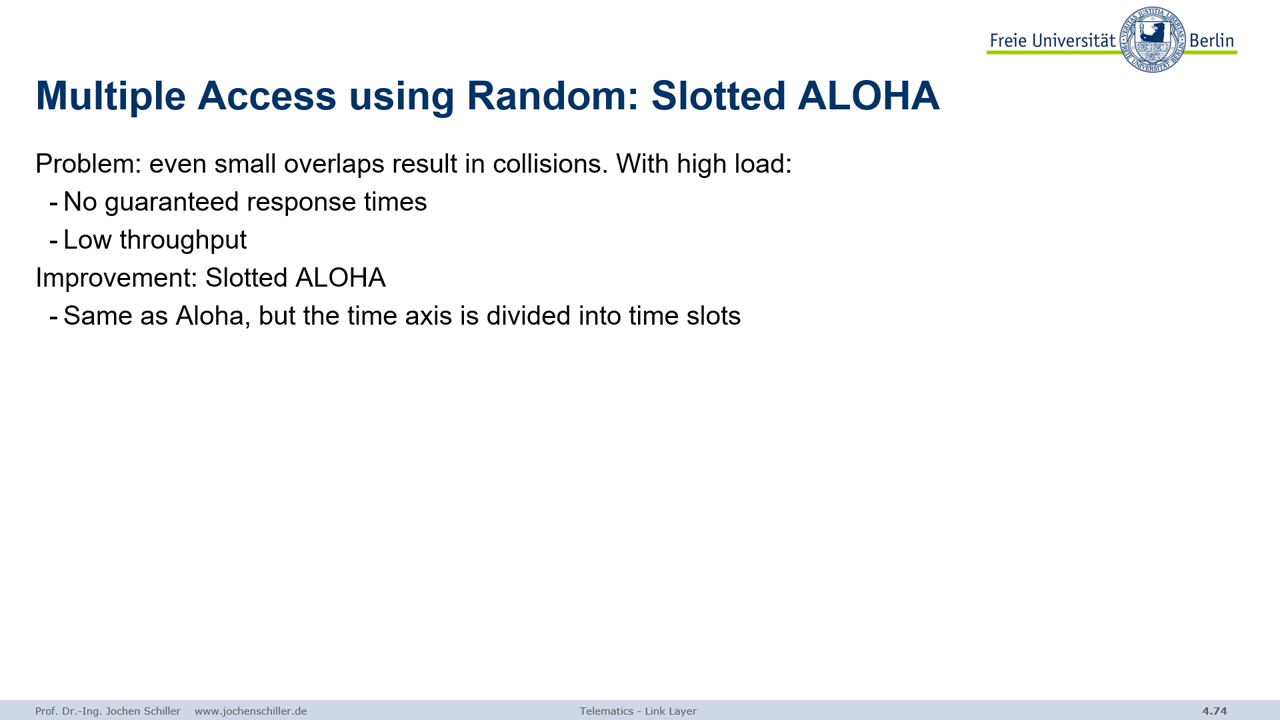 Freie Universität Berlin
Multiple Access using Random: Slotted ALOHA
Problem: even small overlaps result in collisions. With high load:
- No guaranteed response times
- Low throughput
Improvement: Slotted ALOHA
- Same as Aloha, but the time axis is divided into time slots
Prof. Dr.-Ing. Jochen Schiller www.jochenschiller.de Telematics - Link Layer 4.74